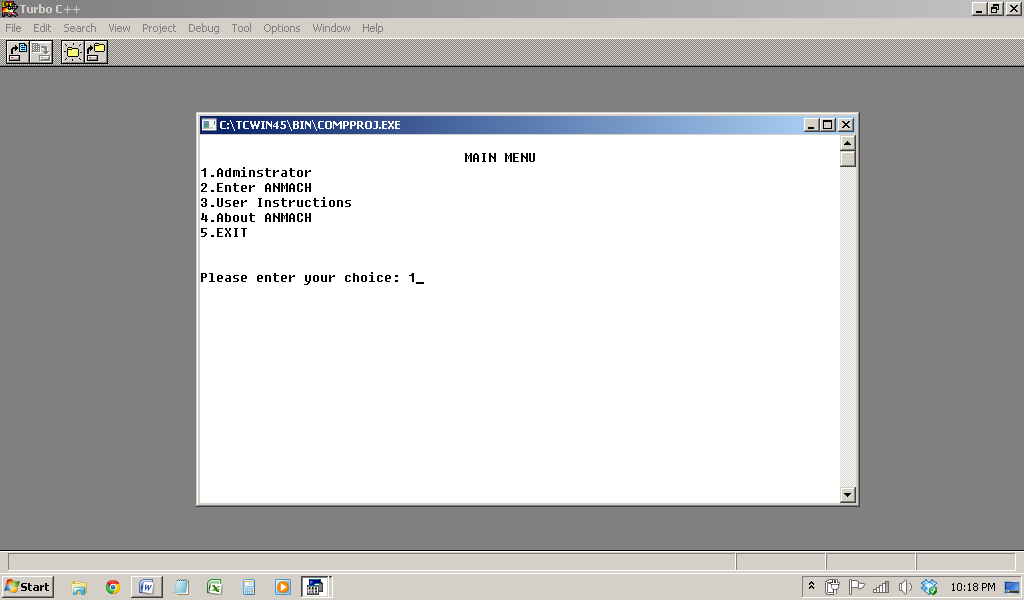 Turbo C++
File Edit Search View Project Debug Tool Options Window Help
C:\TCWIN45\BIN\COMPPROJ.EXE
MAIN MENU
1.Adminstrator
2.Enter ANMACH
3.User Instructions
4.About ANMACH
5.EXIT
Please enter your choice: 1_
Start
10:18 PM